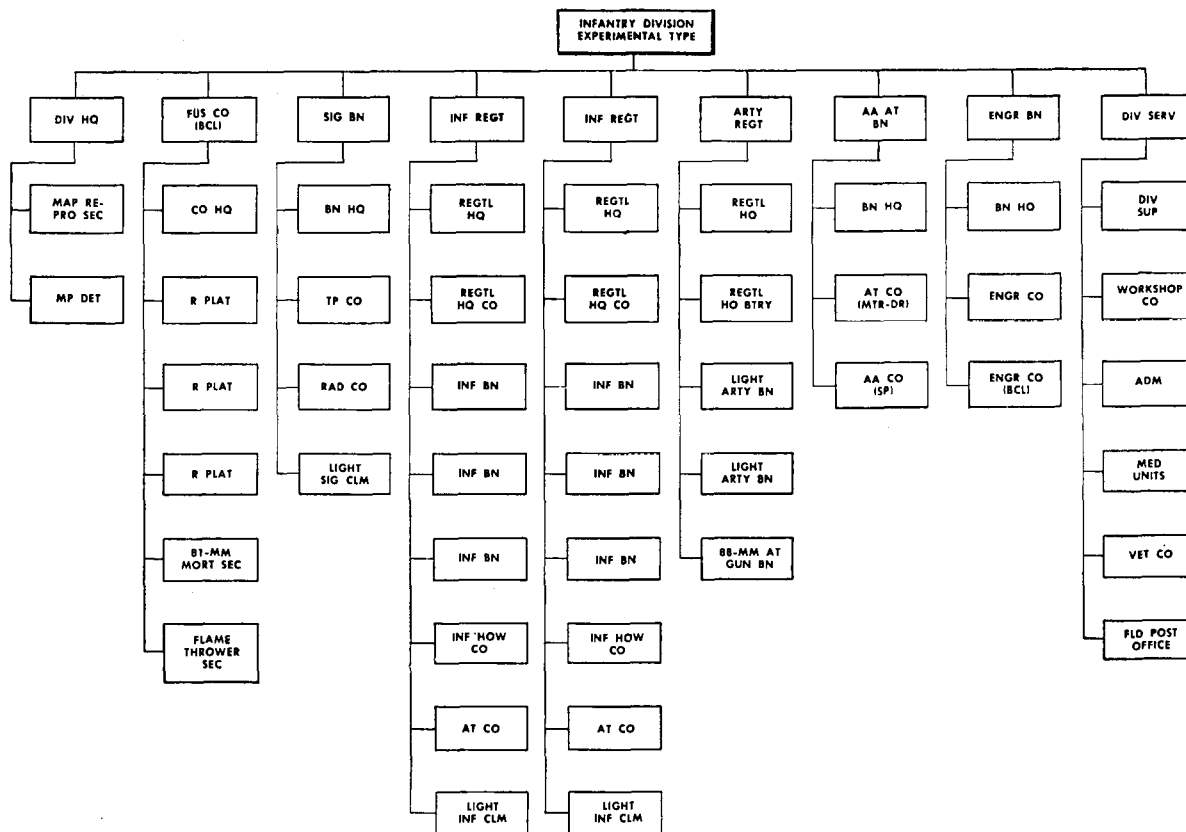 INFANTRY DIVISION
EXPERIMENTAL TYPE
DIV HQ
FUS CO
(BCL)
SIG BN
INF REGT
INF REGT
ARTY
REGT
AA AT
BN
ENGR BN
DIV SERV
MAP RE-
PRO SEC
MP DET
CO HQ
R PLAT
R PLAT
R PLAT
81-MM
MORT SEC
FLAME
THROWER
SEC
BN HQ
TP CO
RAD CO
LIGHT
SIG CLM
REGTL
HQ
REGTL
HQ CO
INF BN
INF BN
INF BN
INF HOW
CO
AT CO
LIGHT
INF CLM
REGTL
HQ
REGTL
HQ CO
INF BN
INF BN
INF BN
INF HOW
CO
AT CO
LIGHT
INF CLM
REGTL
HQ
REGTL
HQ BTRY
LIGHT
ARTY BN
LIGHT
ARTY BN
88-MM AT
GUN BN
BN HQ
AT CO
(MTR-DR)
AA CO
(SP)
BN HQ
ENGR CO
ENGR CO
(BCL)
DIV
SUP
WORKSHOP
CO
ADM
MED
UNITS
VET CO
FLD POST
OFFICE